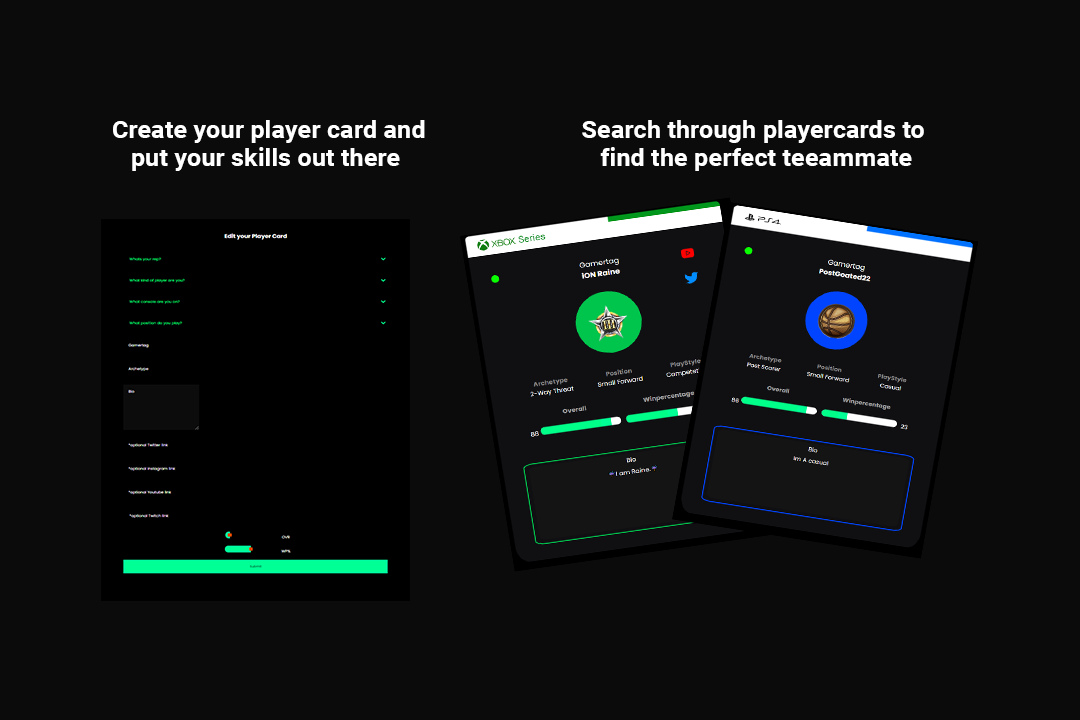 Create your player card and
put your skills out there
Search through playercards to
find the perfect teeammate
Edit your Player Card
Whats your rep?
What kind of player are you?
What console are you on?
What position do you play?
Gamertag
Archetype
Bio
*optional Twitter link
*optional Instagram link
*optional Youtube link
*optional Twitch link
OVR
WP%
Submit
XBOX Series
Gamertag
ION Raine
Archetype
2-Way Threat
Position
Small Forward
PlayStyle
Overall
88
Winpercentage
Bio
I am Raine.
PS4
Gamertag
PostGoated22
Archetype
Post Scorer
Position
Small Forward
PlayStyle
Casual
Overall
86
Winpercentage
23
Bio
Im A casual